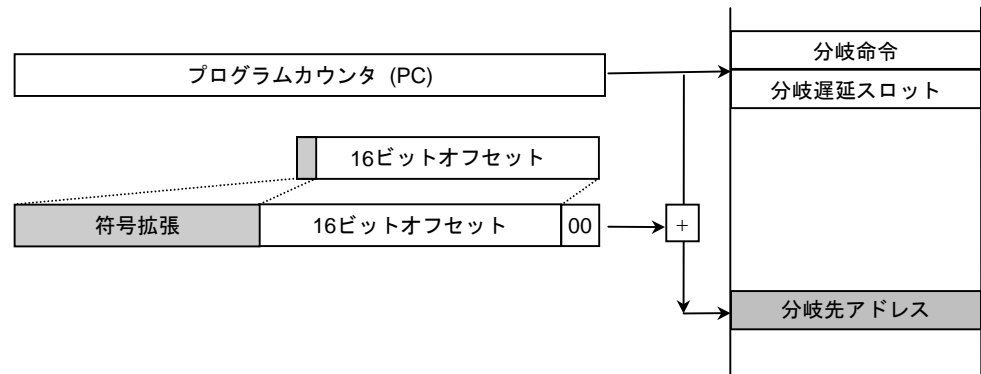 プログラムカウンタ (PC)
分岐命令
分岐遅延スロット
16ビットオフセット
符号拡張
16ビットオフセット
00
+
分岐先アドレス